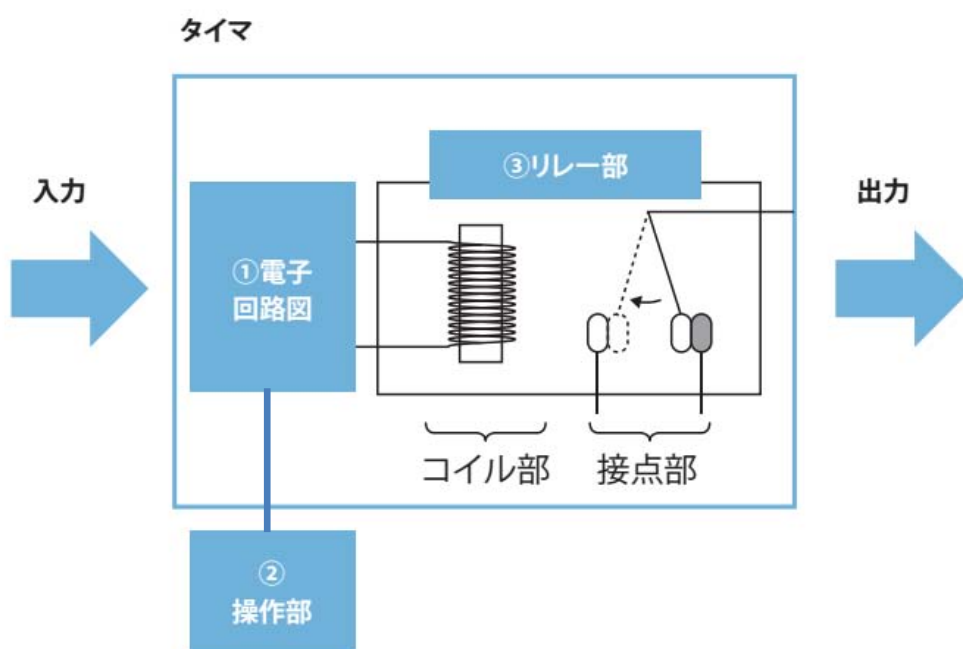 タイマ
入力
③リレー部
出力
①電子
回路図
コイル部
接点部
②
操作部